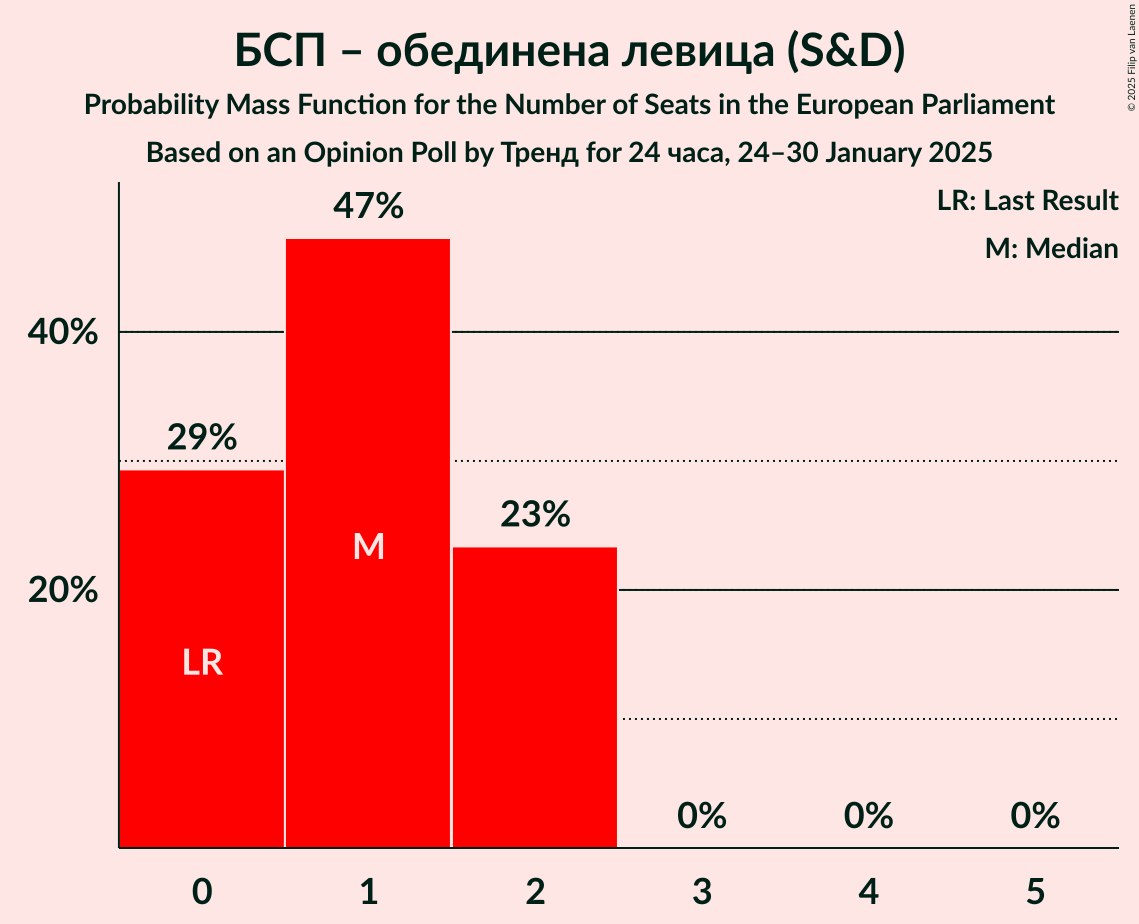 БСП – обединена левица (S&D)
Probability Mass Function for the Number of Seats in the European Parliament
Based on an Opinion Poll by Тренд for 24 часа, 24–30 January 2025
© 2025 Filip van Laenen
LR: Last Result
M: Median
47%
40%
29%
23%
M
20%
LR
0% 0% 0%
0 1 2 3 4 5